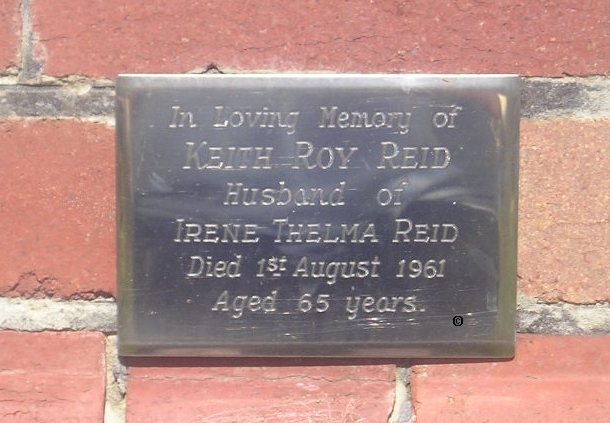 In Loving Memory of
KEITH ROY REID
Husband of
IRENE THELMA REID
Died 1st August 1961
Aged 65 years.
©